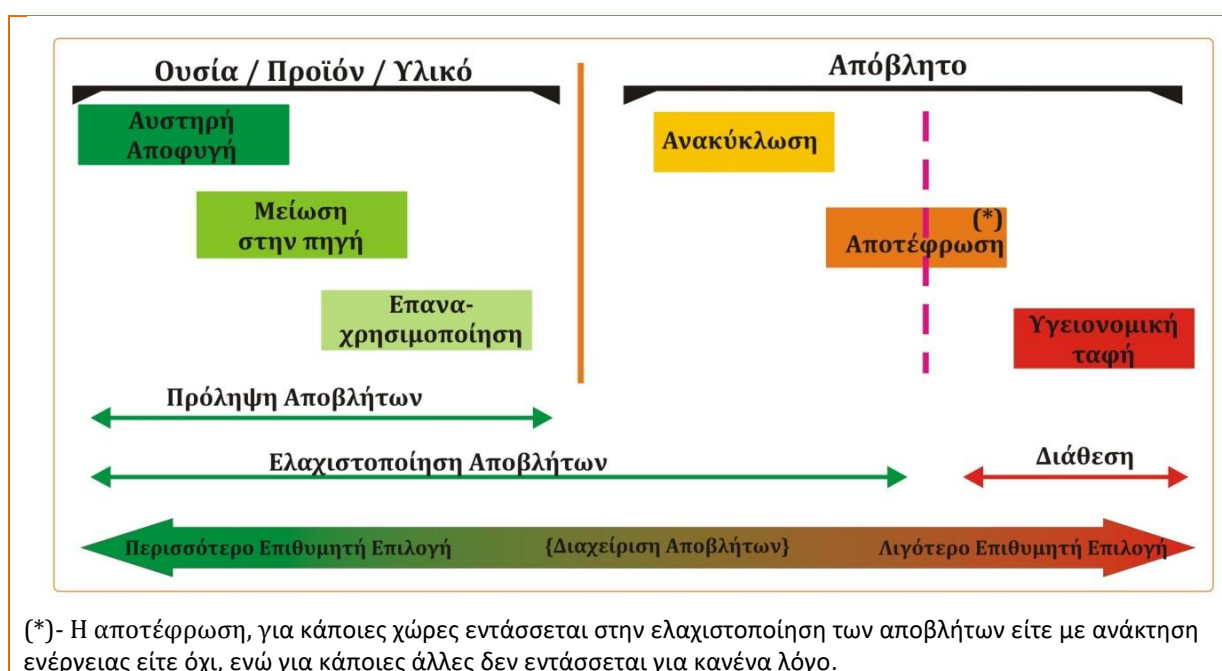 Ουσία / Προϊόν / Υλικό
Απόβλητο
Αυστηρή
Αποφυγή
Ανακύκλωση
Μείωση
στην πηγή
(*)
Αποτέφρωση
Επανα-
χρησιμοποίηση
Υγειονομική
ταφή
Πρόληψη Αποβλήτων
Ελαχιστοποίηση Αποβλήτων
Διάθεση
Περισσότερο Επιθυμητή Επιλογή
{Διαχείριση Αποβλήτων}
Λιγότερο Επιθυμητή Επιλογή
(*)- Η αποτέφρωση, για κάποιες χώρες εντάσσεται στην ελαχιστοποίηση των αποβλήτων είτε με ανάκτηση
ενέργειας είτε όχι, ενώ για κάποιες άλλες δεν εντάσσεται για κανένα λόγο.